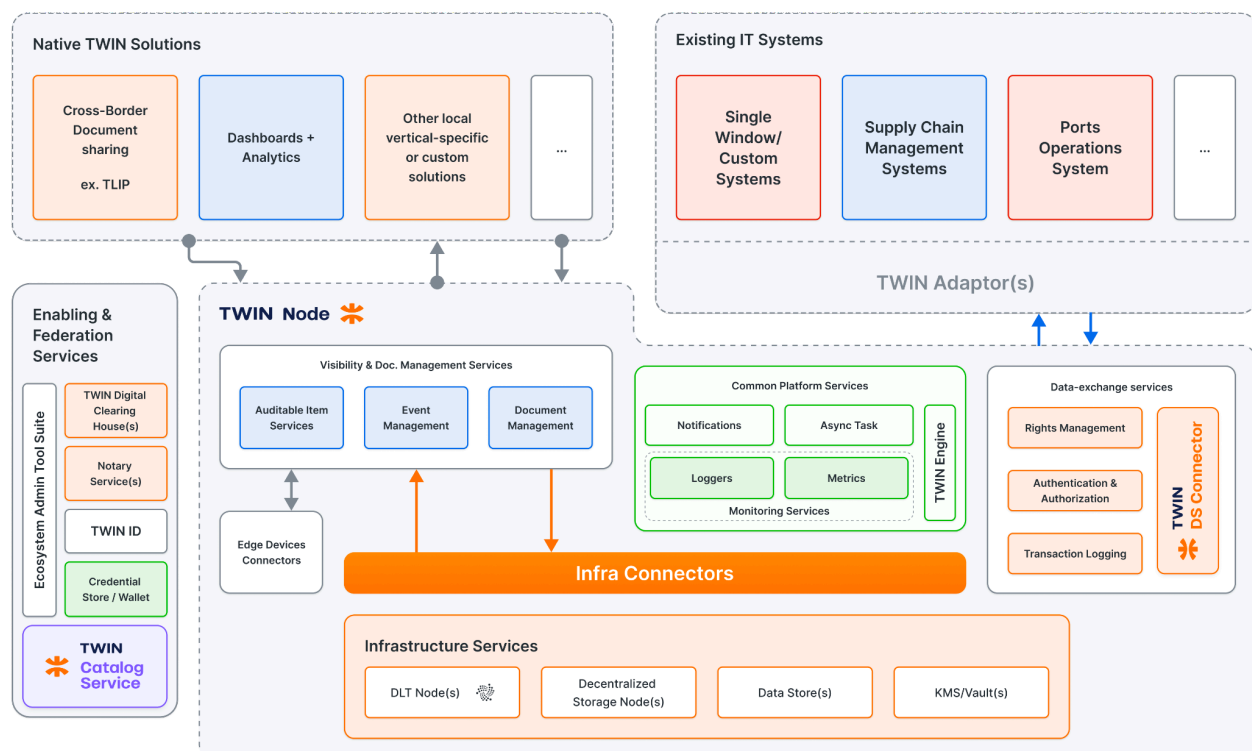 Native TWIN Solutions
Cross-Border
Document
sharing
ex. TLIP
Dashboards +
Analytics
Other local
vertical-specific
or custom
solutions
...
Existing IT Systems
Single
Window/
Custom
Systems
Supply Chain
Management
Systems
Ports
Operations
System
...
TWIN Adaptor(s)
Enabling &
Federation
Services
Ecosystem Admin Tool Suite
TWIN Digital
Clearing
House(s)
Notary
Service(s)
TWIN ID
Credential
Store / Wallet
TWIN
Catalog
Service
TWIN Node
Visibility & Doc. Management Services
Auditable Item
Services
Event
Management
Document
Management
Edge Devices
Connectors
Common Platform Services
Notifications
Async Task
Loggers
Metrics
Monitoring Services
TWIN Engine
Data-exchange services
Rights Management
Authentication &
Authorization
Transaction Logging
TWIN
DS Connector
Infra Connectors
Infrastructure Services
DLT Node(s)
Decentralized
Storage Node(s)
Data Store(s)
KMS/Vault(s)